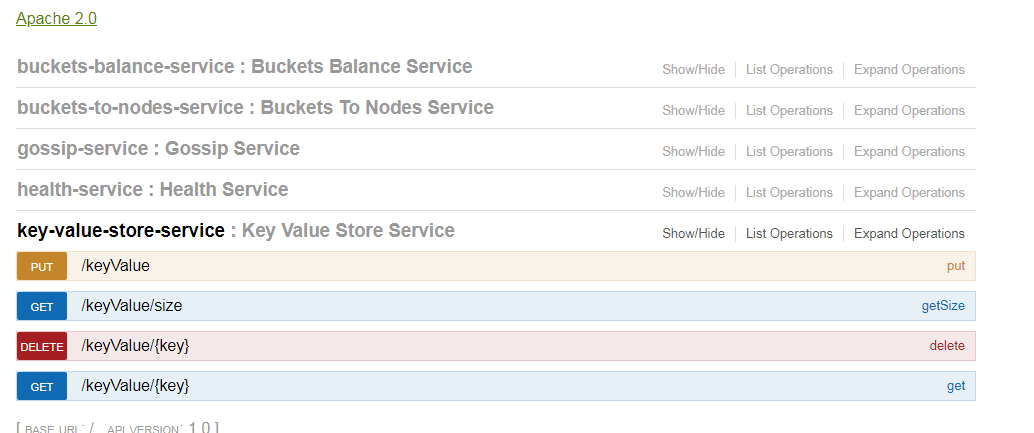 Apache 2.0
buckets-balance-service : Buckets Balance Service Show/Hide List Operations Expand Operations
buckets-to-nodes-service : Buckets To Nodes Service Show/Hide List Operations Expand Operations
gossip-service : Gossip Service Show/Hide List Operations Expand Operations
health-service : Health Service Show/Hide List Operations Expand Operations
key-value-store-service : Key Value Store Service Show/Hide List Operations Expand Operations
PUT /keyValue put
GET /keyValue/size getSize
DELETE /keyValue/{key} delete
GET /keyValue/{key} get
[ BASE URL: / , API VERSION: 1.0 ]